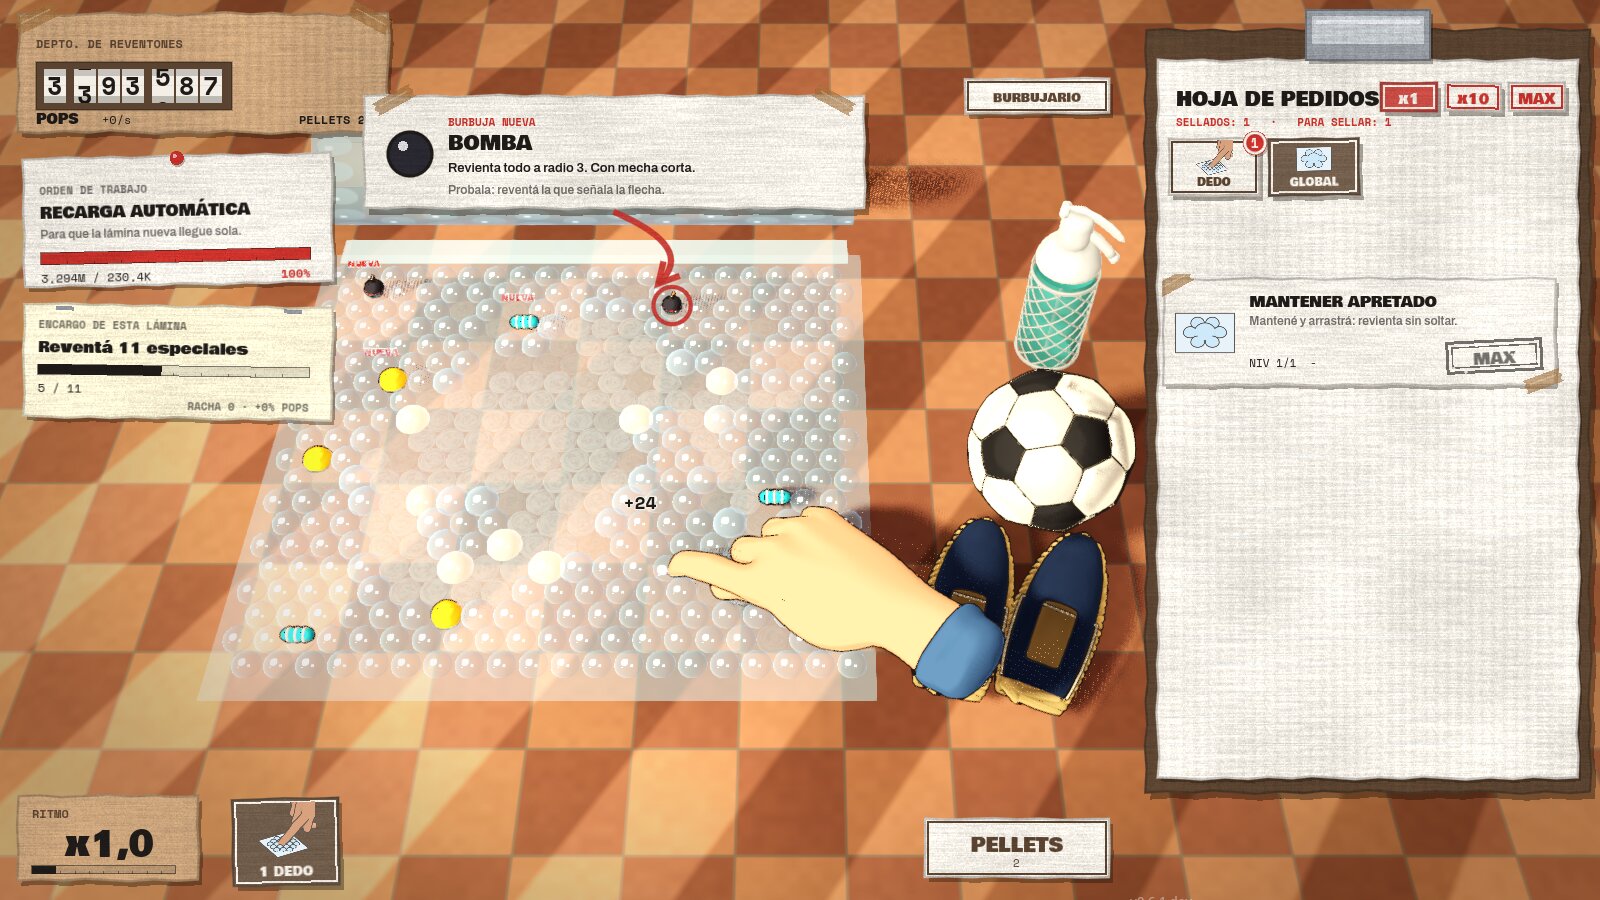 DEPTO. DE REVENTONES
POPS +0/s PELLETS 2
BURBUJA NUEVA
BOMBA
Revienta todo a radio 3. Con mecha corta.
Probala: reventá la que señala la flecha.
BURBUJARIO
ORDEN DE TRABAJO
RECARGA AUTOMÁTICA
Para que la lámina nueva llegue sola.
3.294M / 230.4K 100%
ENCARGO DE ESTA LÁMINA
Reventá 11 especiales
5 / 11
RACHA 0 · +0% POPS
NUEVA
NUEVA
NUEVA
+24
HOJA DE PEDIDOS x1 x10 MAX
SELLADOS: 1 · PARA SELLAR: 1
1
DEDO GLOBAL
MANTENER APRETADO
Mantené y arrastrá: revienta sin soltar.
NIV 1/1 - MAX
RITMO
x1,0
1 DEDO
PELLETS
2